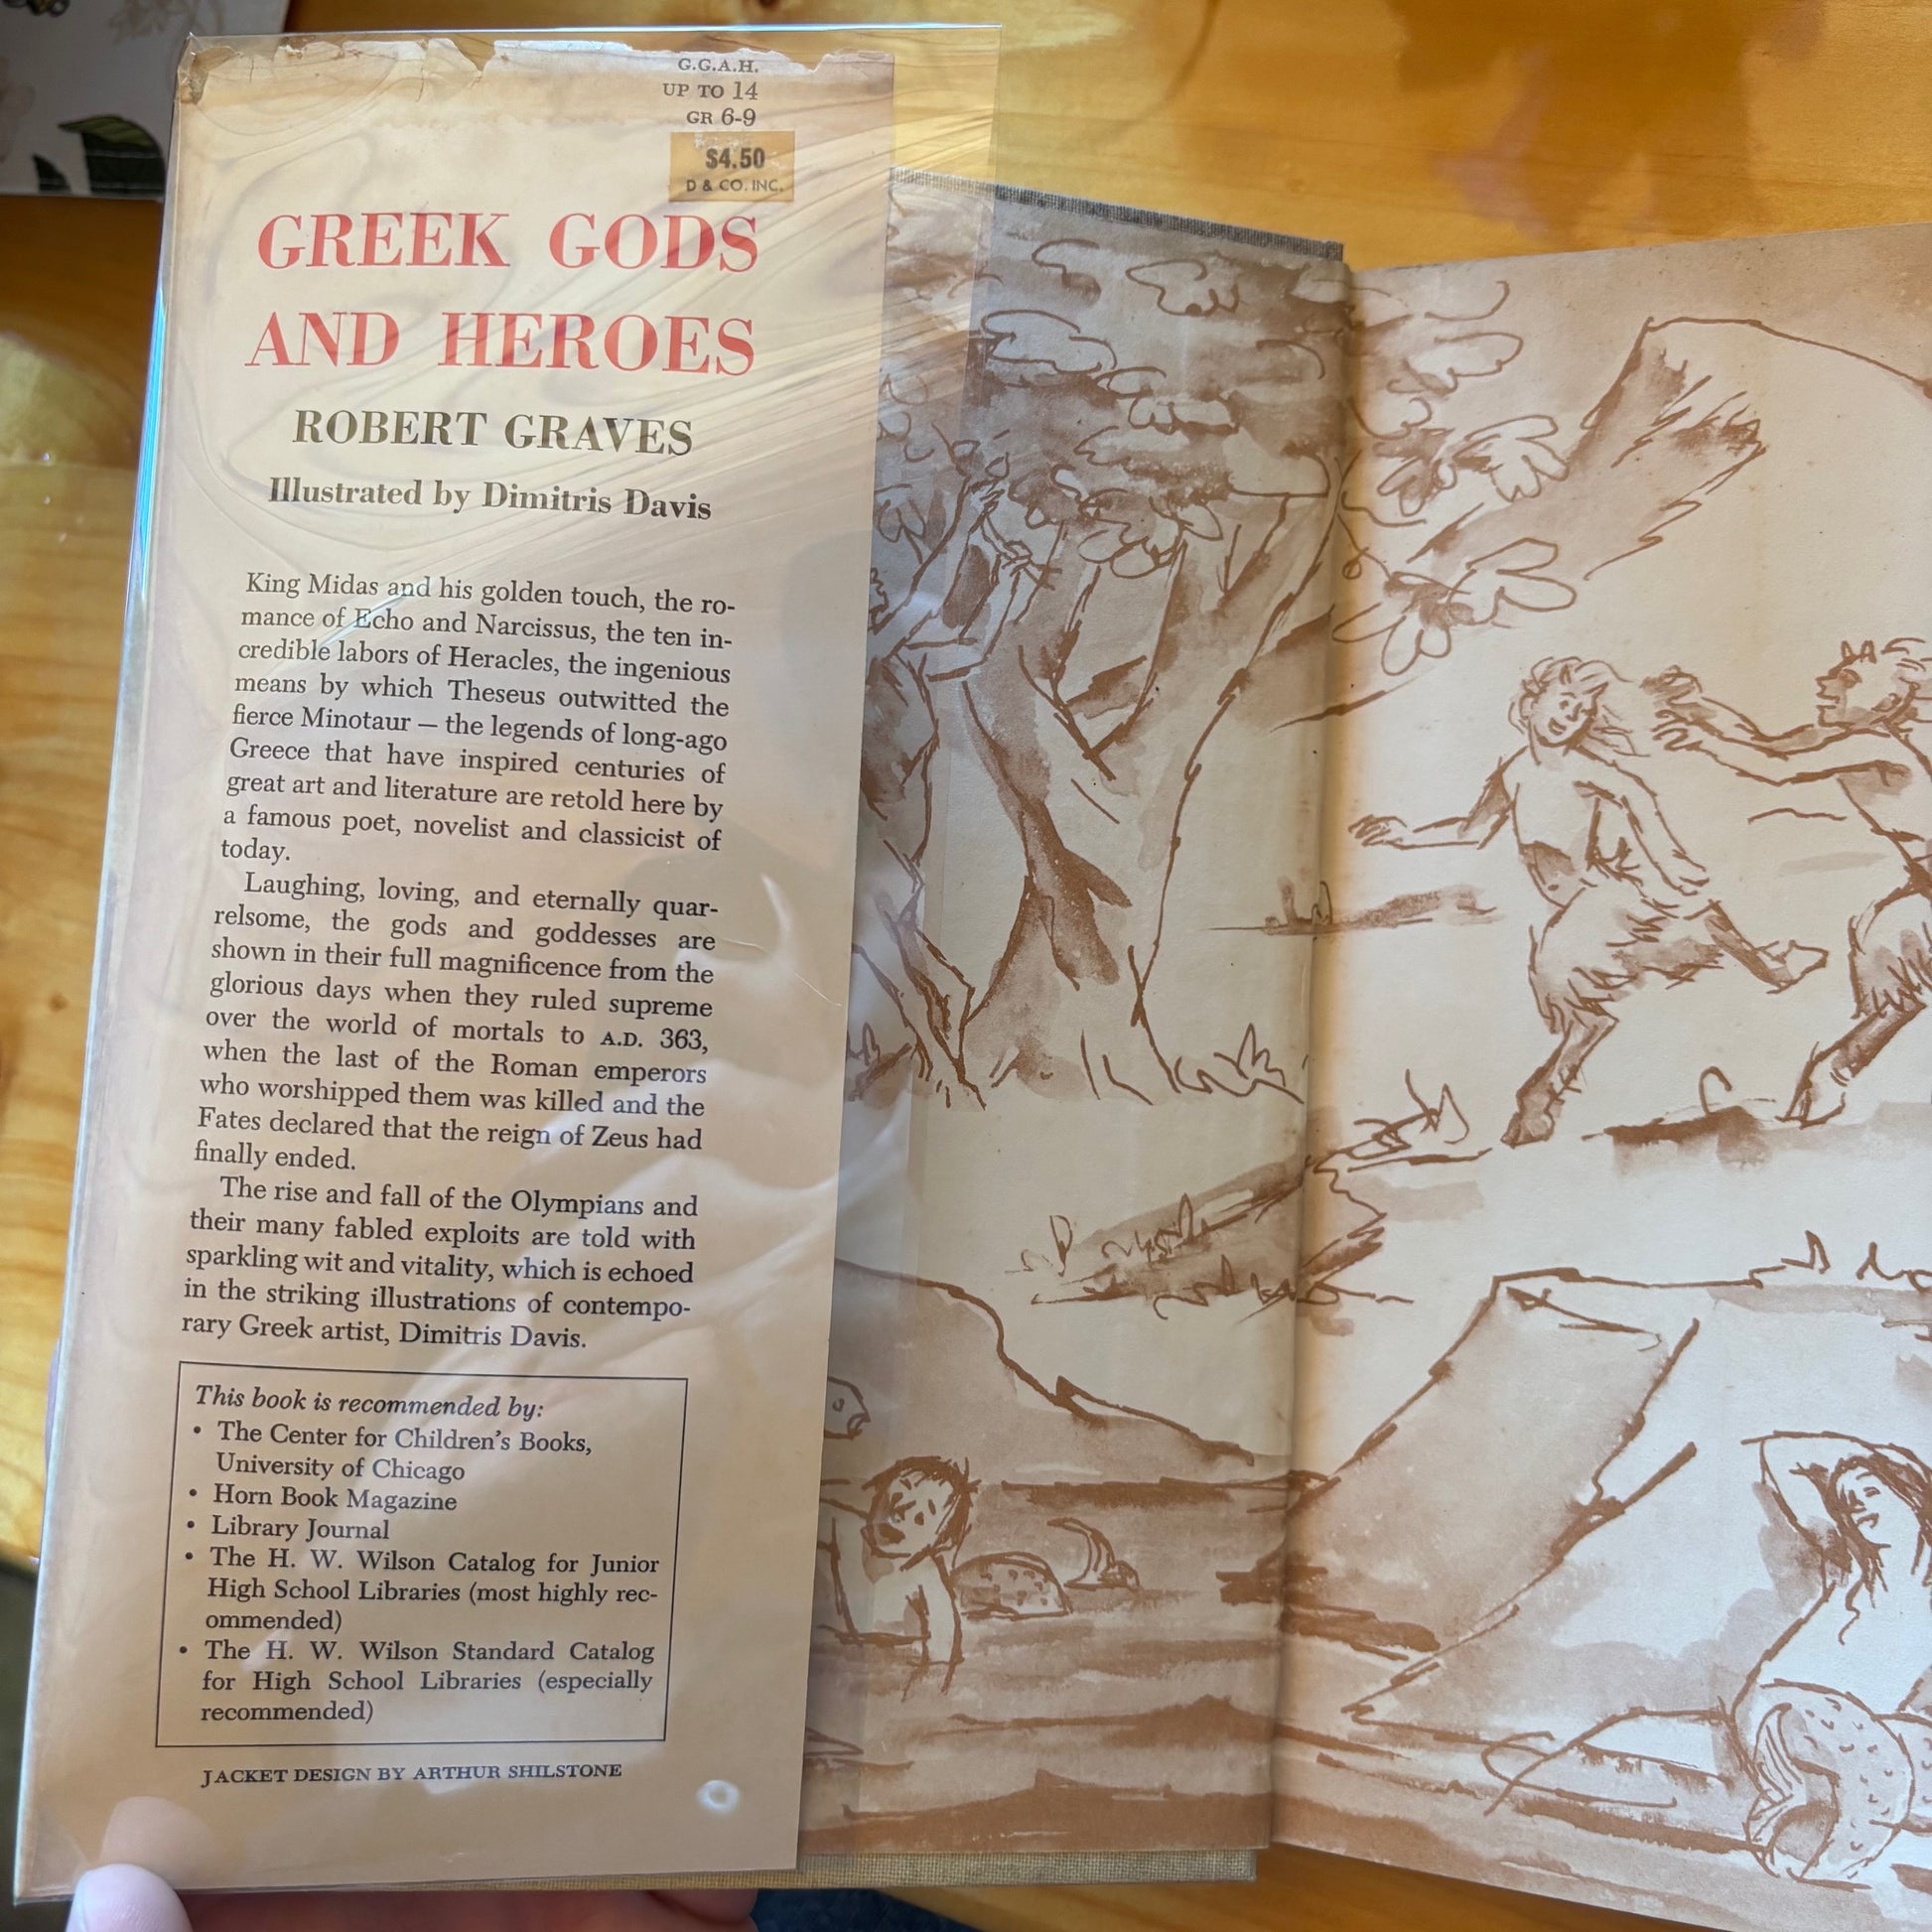 G.G.A.H.
UP TO 14
GR 6-9
$4.50
D & CO. INC.
GREEK GODS
AND HEROES
ROBERT GRAVES
Illustrated by Dimitris Davis
King Midas and his golden touch, the ro-
mance of Echo and Narcissus, the ten in-
credible labors of Heracles, the ingenious
means by which Theseus outwitted the
fierce Minotaur — the legends of long-ago
Greece that have inspired centuries of
great art and literature are retold here by
a famous poet, novelist and classicist of
today.
Laughing, loving, and eternally quar-
relsome, the gods and goddesses are
shown in their full magnificence from the
glorious days when they ruled supreme
over the world of mortals to A.D. 363,
when the last of the Roman emperors
who worshipped them was killed and the
Fates declared that the reign of Zeus had
finally ended.
The rise and fall of the Olympians and
their many fabled exploits are told with
sparkling wit and vitality, which is echoed
in the striking illustrations of contempo-
rary Greek artist, Dimitris Davis.
This book is recommended by:
• The Center for Children's Books,
University of Chicago
• Horn Book Magazine
• Library Journal
• The H. W. Wilson Catalog for Junior
High School Libraries (most highly rec-
ommended)
• The H. W. Wilson Standard Catalog
for High School Libraries (especially
recommended)
JACKET DESIGN BY ARTHUR SHILSTONE